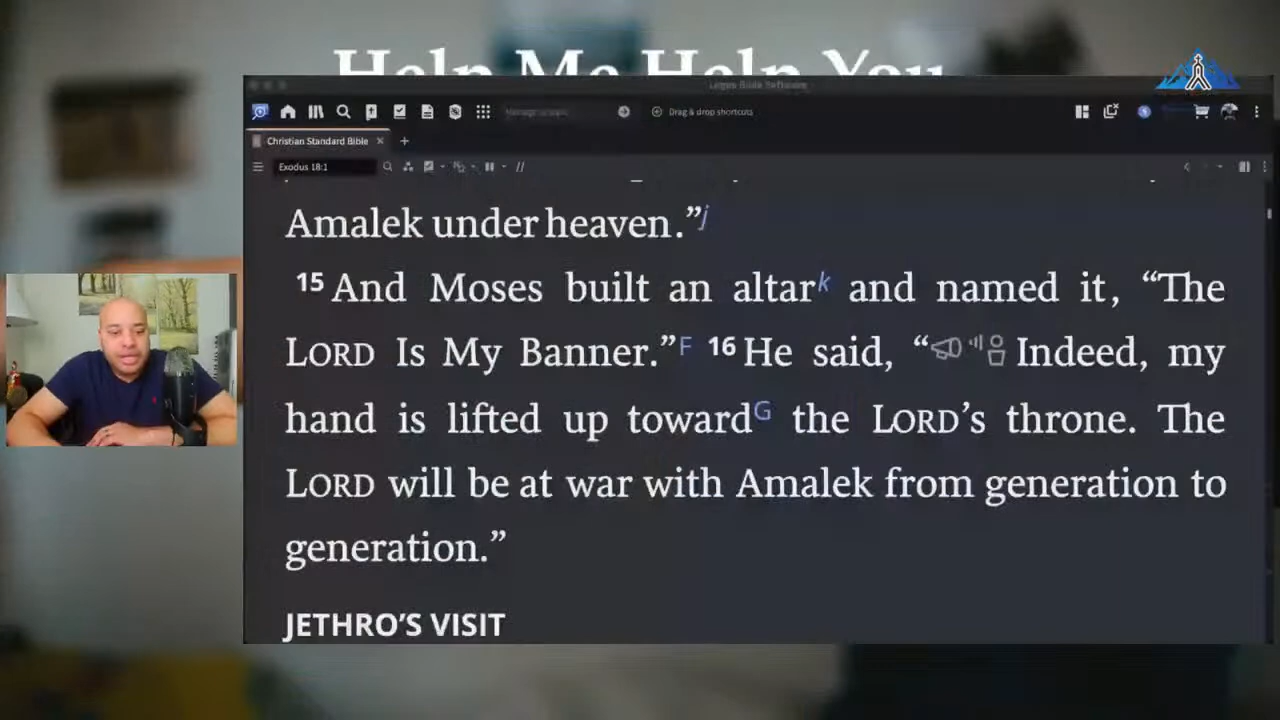 Help Me Help You
Logos Bible Software
Drag & drop shortcuts
Christian Standard Bible
Exodus 18:1
Amalek under heaven.”j
15 And Moses built an altark and named it, “The
LORD Is My Banner.”F 16 He said, “Indeed, my
hand is lifted up towardG the LORD’s throne. The
LORD will be at war with Amalek from generation to
generation.”
JETHRO’S VISIT